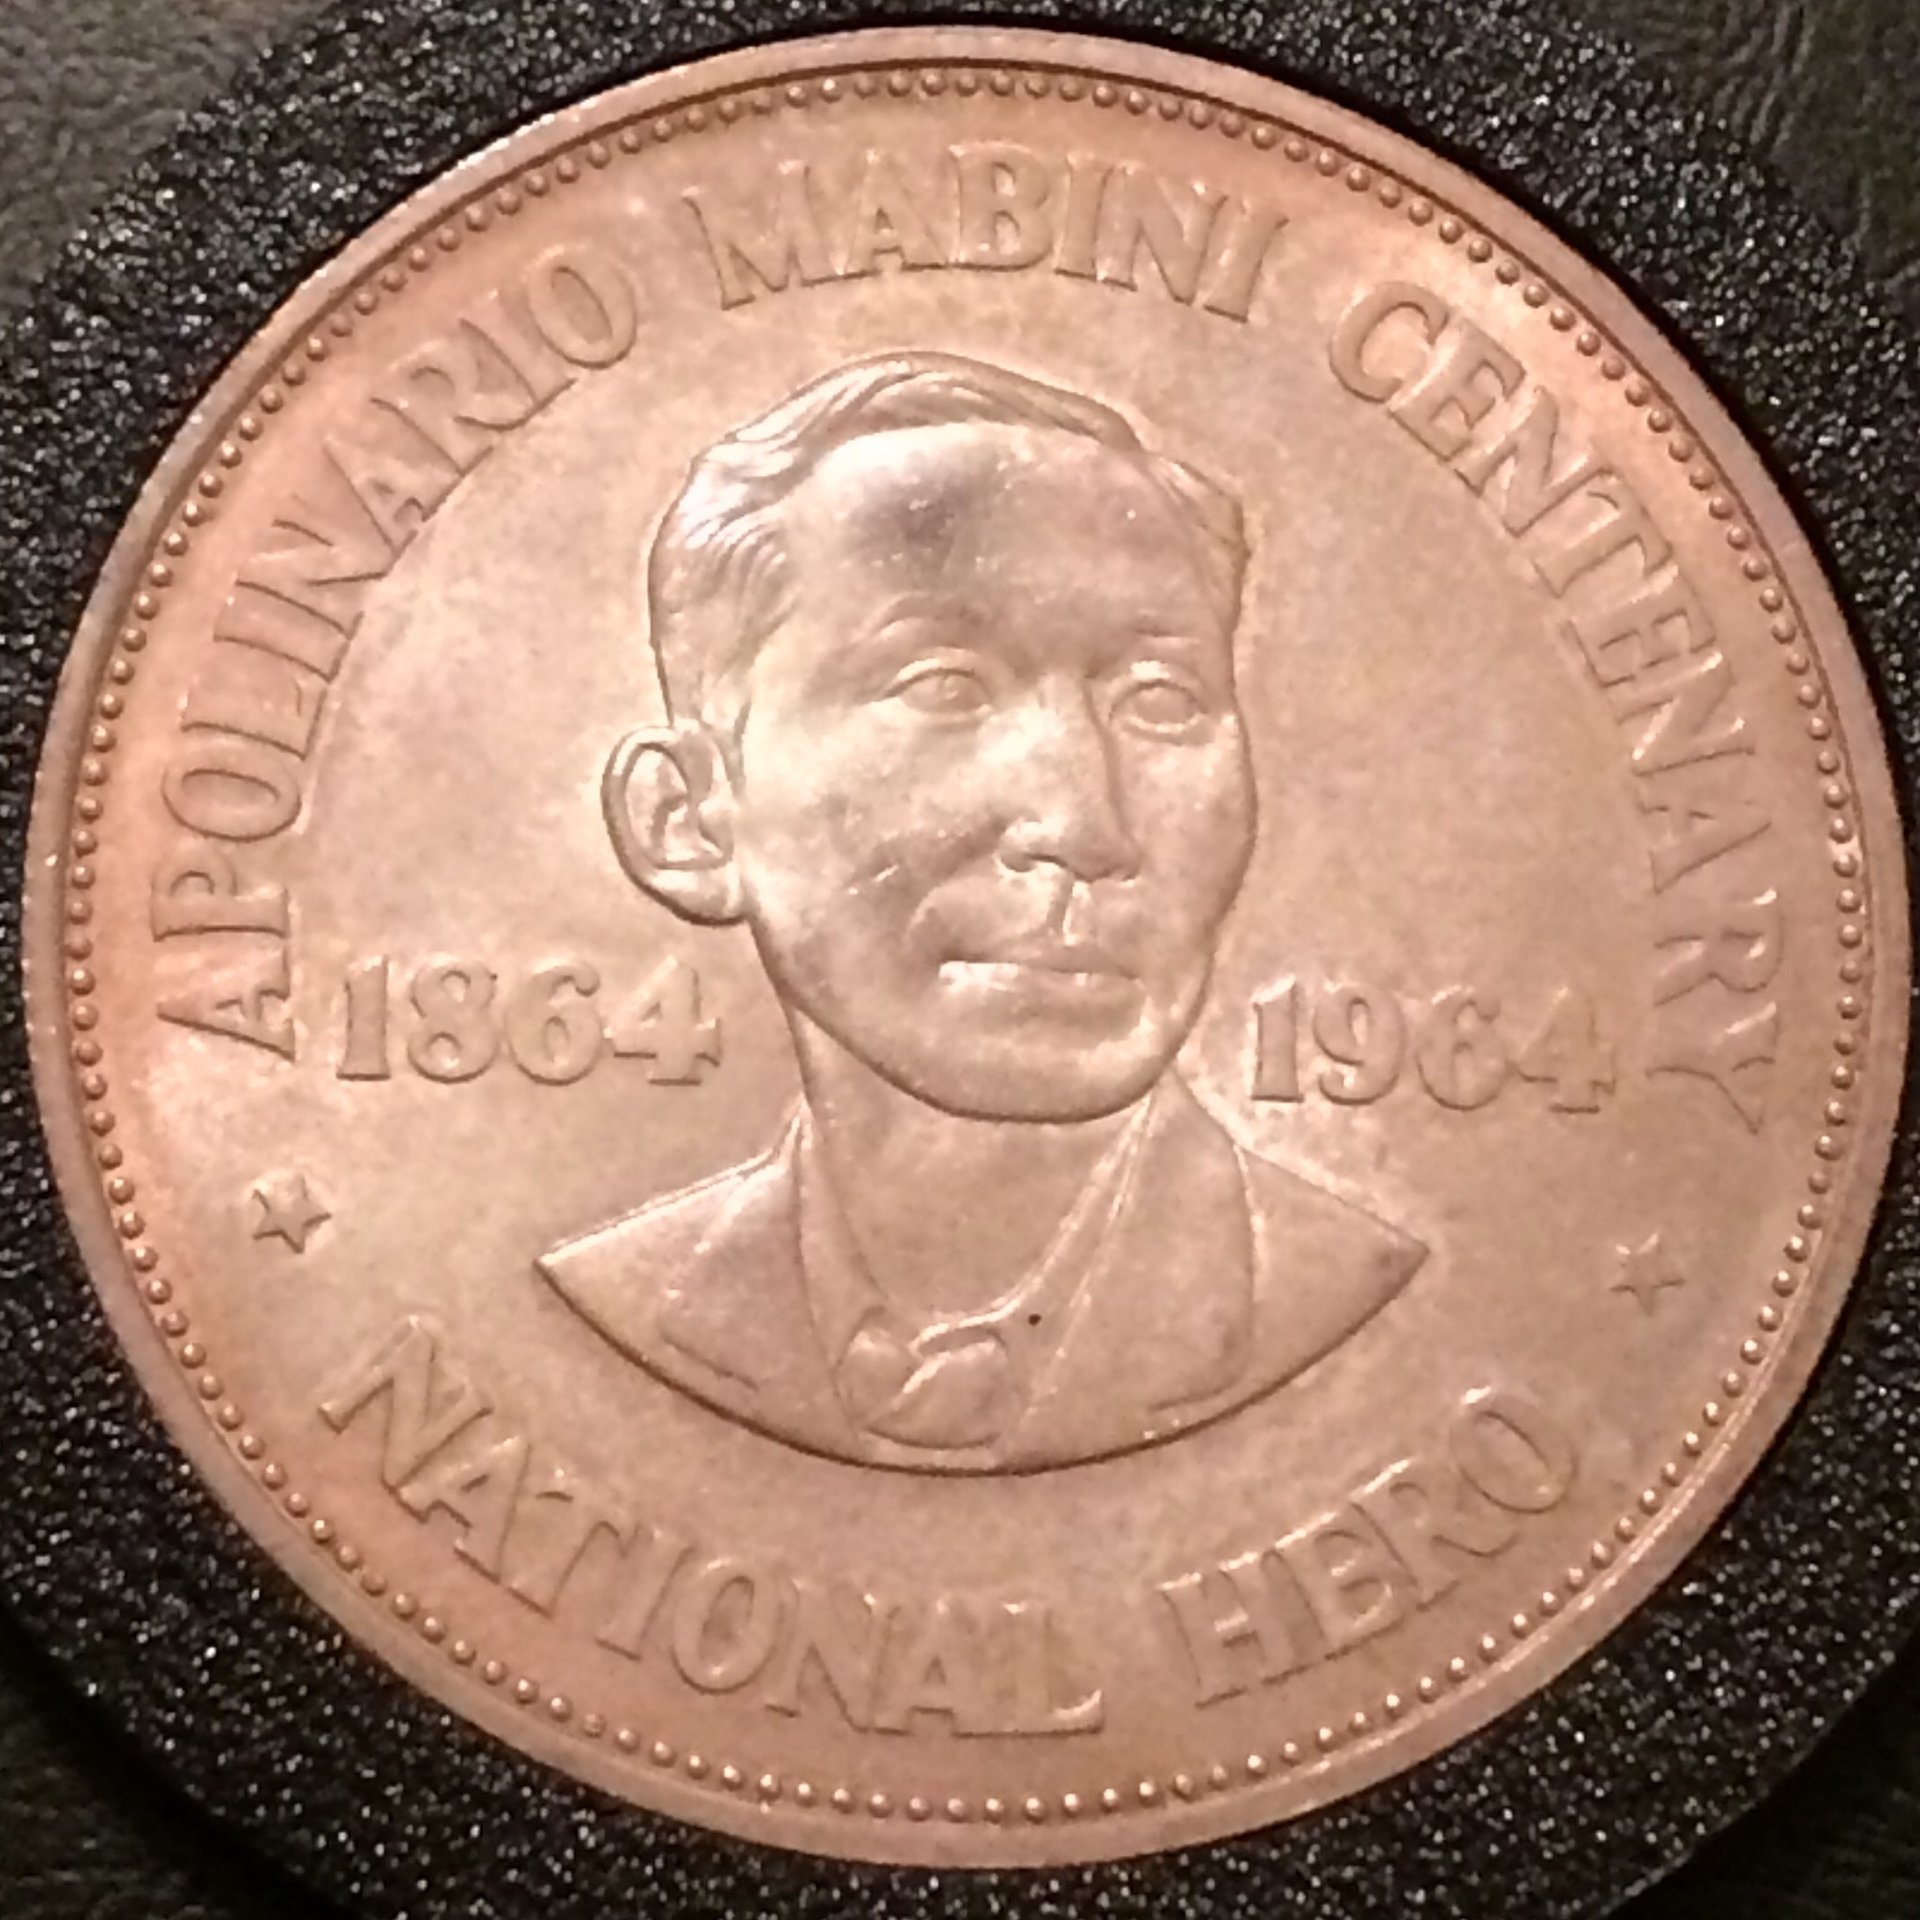 APOLINARIO MABINI CENTENARY
1864 1964
NATIONAL HERO